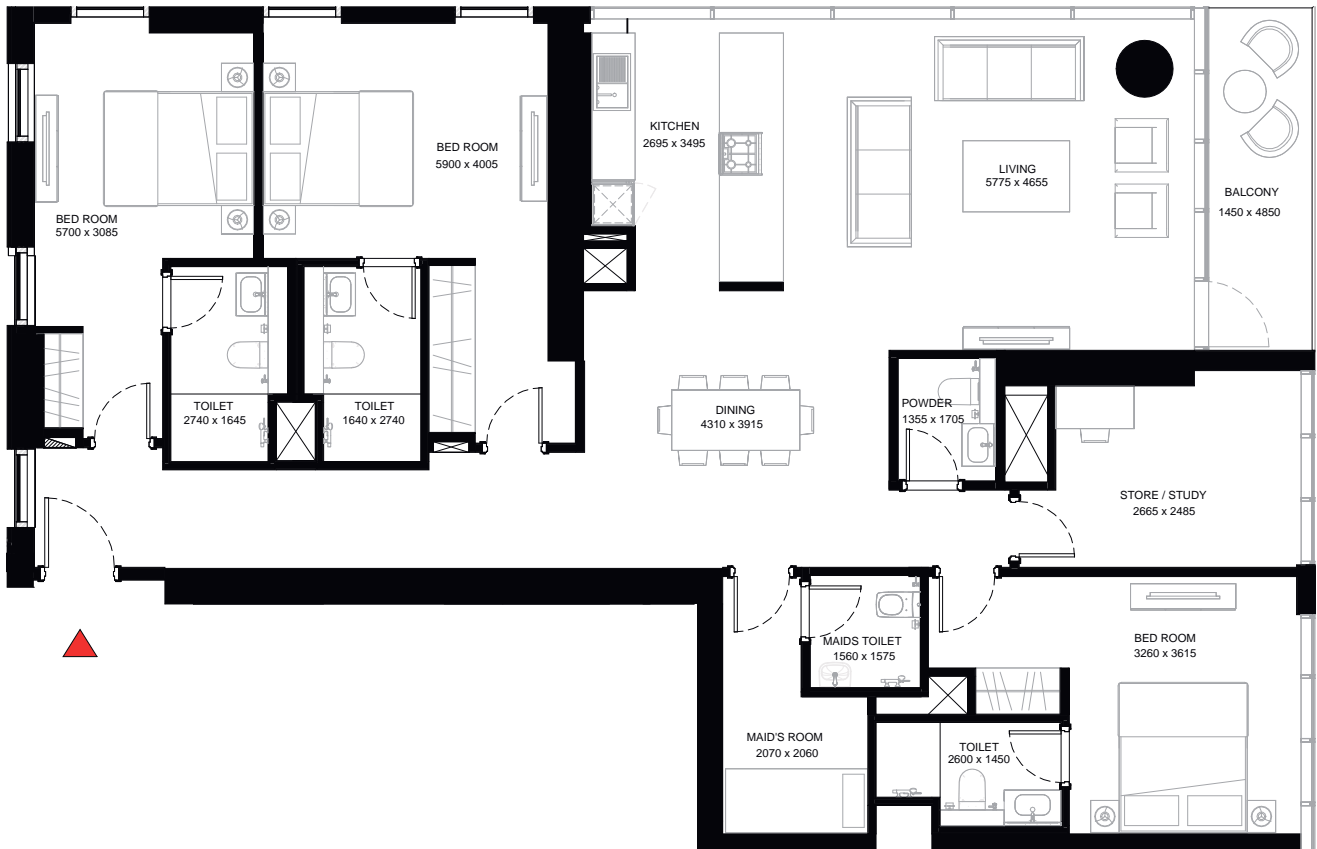 KITCHEN
2695 x 3495
BED ROOM
5900 x 4005
LIVING
5775 x 4655
BALCONY
1450 x 4850
BED ROOM
5700 x 3085
TOILET
2740 x 1645
TOILET
1640 x 2740
DINING
4310 x 3915
POWDER
1355 x 1705
STORE / STUDY
2665 x 2485
MAIDS TOILET
1560 x 1575
BED ROOM
3260 x 3615
MAID'S ROOM
2070 x 2060
TOILET
2600 x 1450